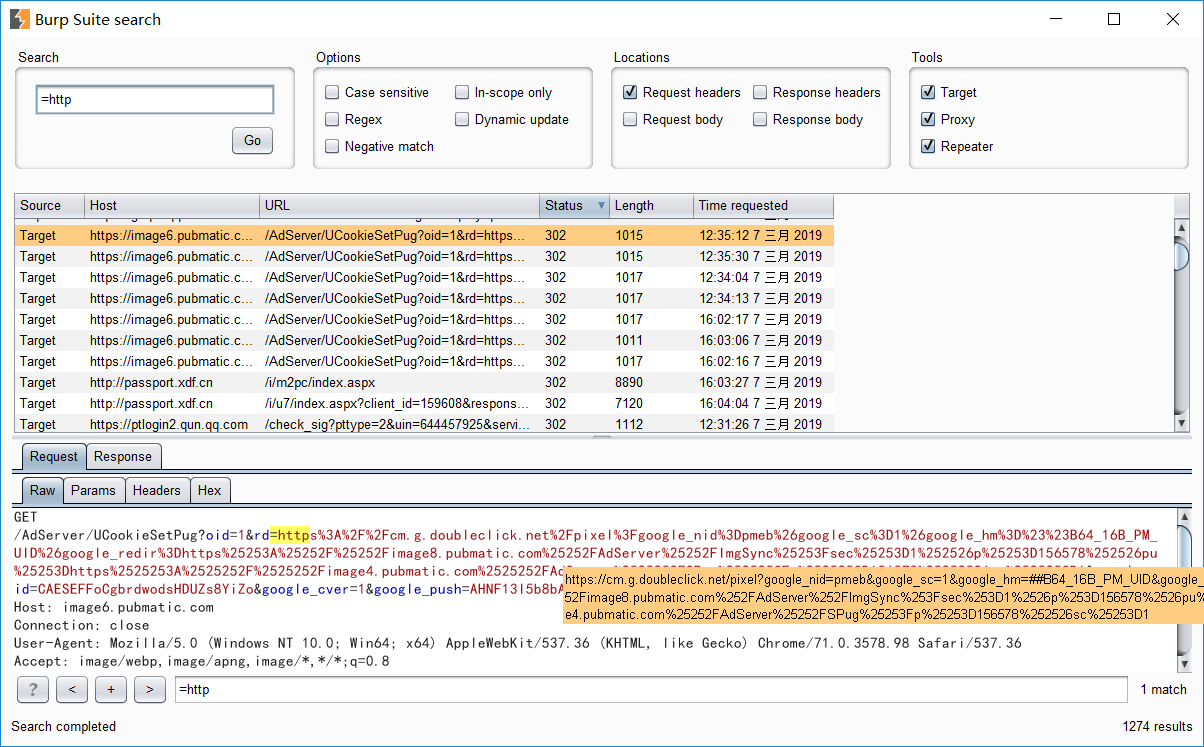 Burp Suite search
Search Options Locations Tools
=http
Go
Case sensitive In-scope only
Regex Dynamic update
Negative match
Request headers Response headers
Request body Response body
Target
Proxy
Repeater
Source Host URL Status Length Time requested
Target https://image6.pubmatic.c... /AdServer/UCookieSetPug?oid=1&rd=https... 302 1015 12:35:12 7 三月 2019
Target https://image6.pubmatic.c... /AdServer/UCookieSetPug?oid=1&rd=https... 302 1015 12:35:30 7 三月 2019
Target https://image6.pubmatic.c... /AdServer/UCookieSetPug?oid=1&rd=https... 302 1017 12:34:04 7 三月 2019
Target https://image6.pubmatic.c... /AdServer/UCookieSetPug?oid=1&rd=https... 302 1017 12:34:13 7 三月 2019
Target https://image6.pubmatic.c... /AdServer/UCookieSetPug?oid=1&rd=https... 302 1017 16:02:17 7 三月 2019
Target https://image6.pubmatic.c... /AdServer/UCookieSetPug?oid=1&rd=https... 302 1011 16:03:06 7 三月 2019
Target https://image6.pubmatic.c... /AdServer/UCookieSetPug?oid=1&rd=https... 302 1017 16:02:16 7 三月 2019
Target http://passport.xdf.cn /i/m2pc/index.aspx 302 8890 16:03:27 7 三月 2019
Target http://passport.xdf.cn /i/u7/index.aspx?client_id=159608&respons... 302 7120 16:04:04 7 三月 2019
Target https://ptlogin2.qun.qq.com /check_sig?pttype=2&uin=644457925&servi... 302 1112 12:31:26 7 三月 2019
Request Response
Raw Params Headers Hex
GET
/AdServer/UCookieSetPug?oid=1&rd=https%3A%2F%2Fcm.g.doubleclick.net%2Fpixel%3Fgoogle_nid%3Dpmeb%26google_sc%3D1%26google_hm%3D%23%23B64_16B_PM_
UID%26google_redir%3Dhttps%25253A%25252F%25252Fimage8.pubmatic.com%25252FAdServer%25252FImgSync%253Fsec%253D1%252526p%253D156578%252526pu
%25253Dhttps%2525253A%2525252F%2525252Fimage4.pubmatic.com%2525252FAd
id=CAESEFFoCgbrdwodsHDUZs8YiZo&google_cver=1&google_push=AHNF13I5b8bA
https://cm.g.doubleclick.net/pixel?google_nid=pmeb&google_sc=1&google_hm=##B64_16B_PM_UID&google_
52Fimage8.pubmatic.com%252FAdServer%252FImgSync%253Fsec%253D1%2526p%253D156578%2526pu%
e4.pubmatic.com%25252FAdServer%25252FSPug%25253Fp%25253D156578%252526sc%25253D1
Host: image6.pubmatic.com
Connection: close
User-Agent: Mozilla/5.0 (Windows NT 10.0; Win64; x64) AppleWebKit/537.36 (KHTML, like Gecko) Chrome/71.0.3578.98 Safari/537.36
Accept: image/webp,image/apng,image/*,*/*;q=0.8
? < + > =http 1 match
Search completed 1274 results